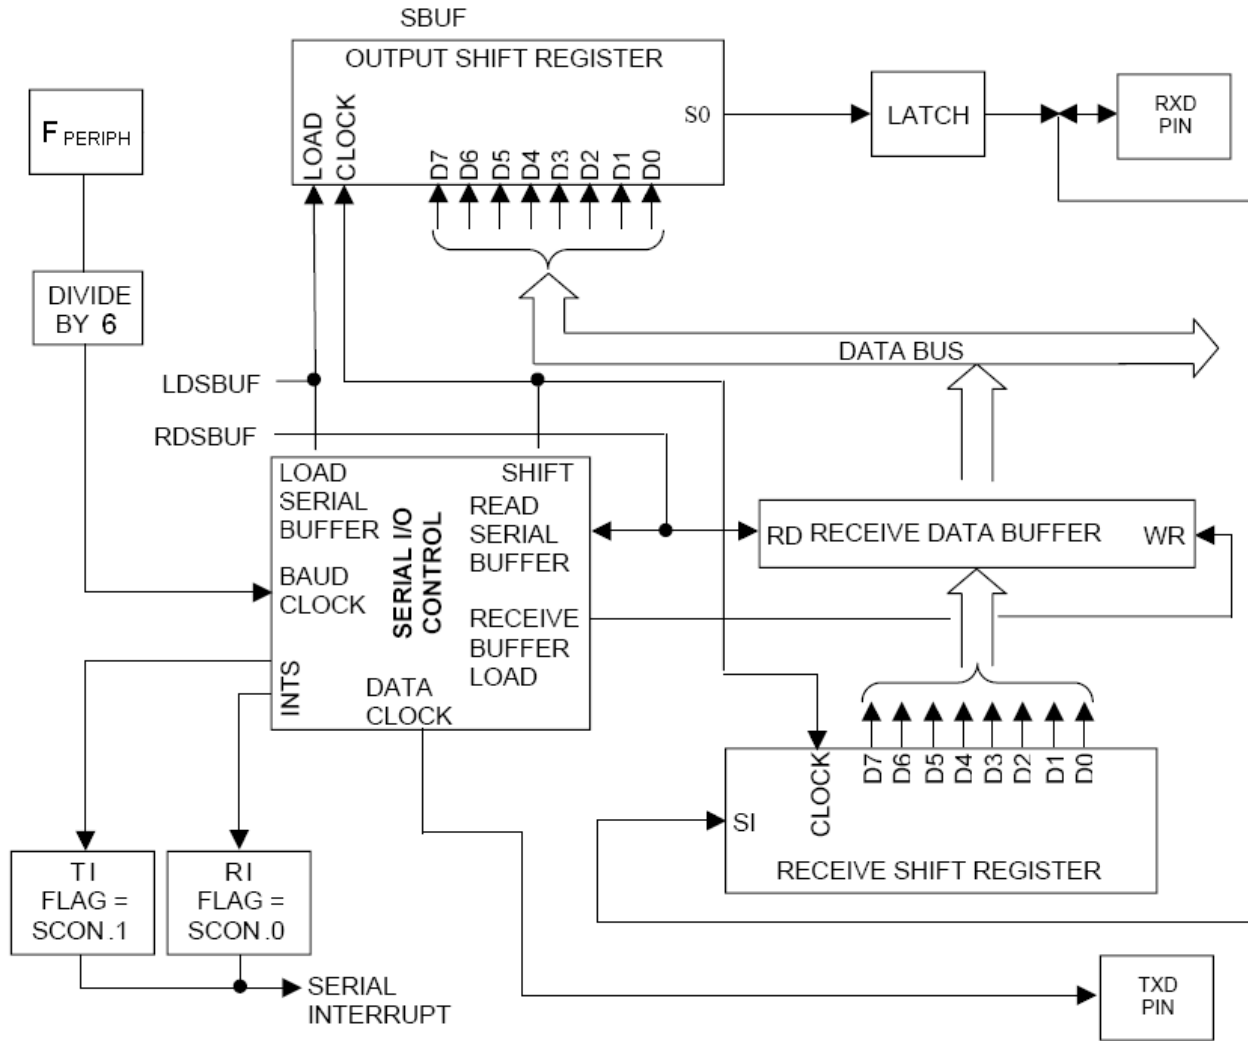 SBUF
OUTPUT SHIFT REGISTER
LOAD
CLOCK
S0
D7
D6
D5
D4
D3
D2
D1
D0
LATCH
RXD
PIN
F PERIPH
DIVIDE
BY 6
DATA BUS
LDSBUF
RDSBUF
LOAD
SERIAL
BUFFER
SHIFT
READ
SERIAL
BUFFER
SERIAL I/O
CONTROL
BAUD
CLOCK
RECEIVE
BUFFER
LOAD
INTS
DATA
CLOCK
RD
RECEIVE DATA BUFFER
WR
CLOCK
D7
D6
D5
D4
D3
D2
D1
D0
SI
RECEIVE SHIFT REGISTER
TI
FLAG =
SCON.1
RI
FLAG =
SCON.0
SERIAL
INTERRUPT
TXD
PIN